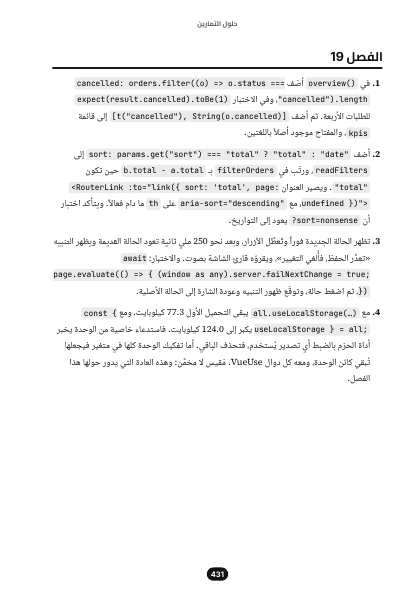 حلول التمارين
الفصل 19
1. في overview() أضف cancelled: orders.filter((o) => o.status ===
"cancelled").length، وفي الاختبار expect(result.cancelled).toBe(1)
للطلبات الأربعة. ثم أضف [t("cancelled"), String(o.cancelled)] إلى قائمة
kpis، والمفتاح موجود أصلاً باللغتين.
2. أضف sort: params.get("sort") === "total" ? "total" : "date" إلى
readFilters، ورتّب في filterOrders بـ b.total - a.total حين تكون
"total". ويصير العنوان <RouterLink :to="link({ sort: 'total', page:
undefined })">، مع aria-sort="descending" على th ما دام فعالاً. ويتأكد اختبار
أن ?sort=nonsense يعود إلى التواريخ.
3. تظهر الحالة الجديدة فوراً وتُعطَّل الأزرار، وبعد نحو 250 ملي ثانية تعود الحالة القديمة ويظهر التنبيه
«تعذّر الحفظ، فأُلغي التغيير»، ويقرؤه قارئ الشاشة بصوت. والاختبار: await
page.evaluate(() => { (window as any).server.failNextChange = true;
})، ثم اضغط حالة، وتوقّع ظهور التنبيه وعودة الشارة إلى الحالة الأصلية.
4. مع all.useLocalStorage(…) يبقى التحميل الأول 77.3 كيلوبايت، ومع const {
useLocalStorage } = all; يكبر إلى 124.0 كيلوبايت. فاستدعاء خاصية من الوحدة يخبر
أداة الحزم بالضبط أي تصدير يُستخدم، فتحذف الباقي. أما تفكيك الوحدة كلها في متغير فيجعلها
تُبقي كائن الوحدة، ومعه كل دوال VueUse. مَقيس لا مخمَّن: وهذه العادة التي يدور حولها هذا
الفصل.
431